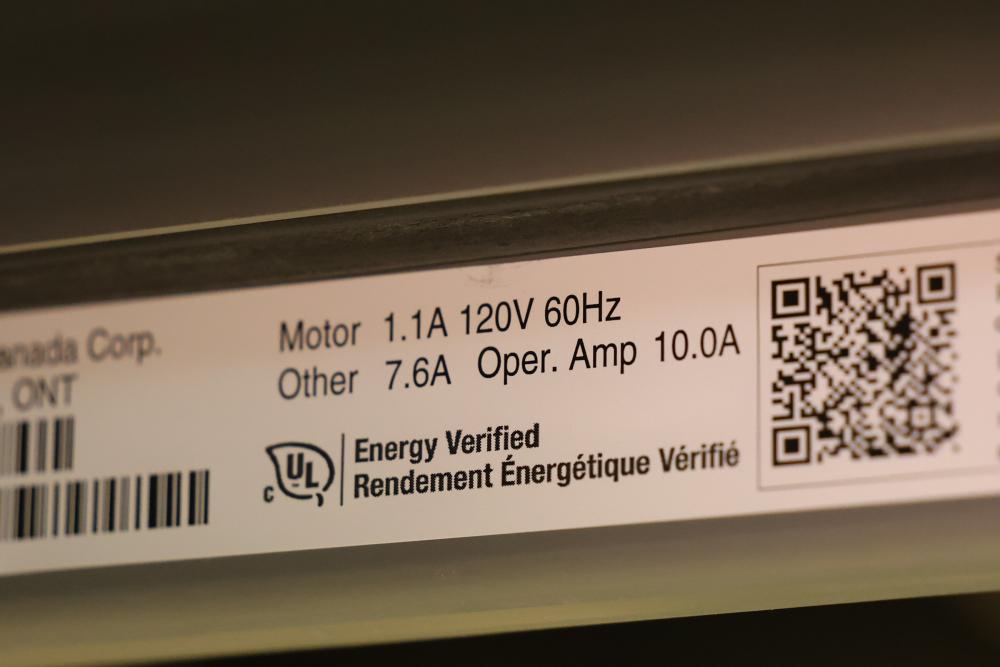 Canada Corp.
, ONT
Motor 1.1A 120V 60Hz
Other 7.6A Oper. Amp 10.0A
c UL
Energy Verified
Rendement Énergétique Vérifié